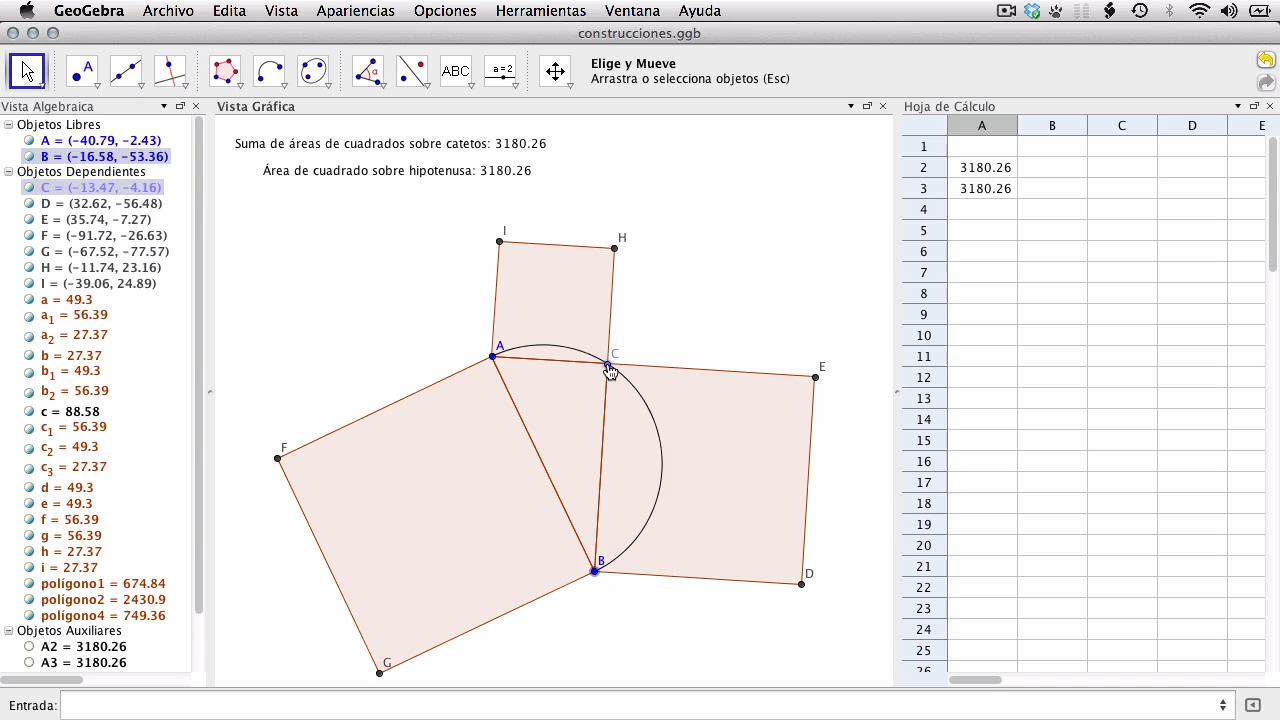 GeoGebra Archivo Edita Vista Apariencias Opciones Herramientas Ventana Ayuda
construcciones.ggb
A
α
ABC
a=2
Elige y Mueve
Arrastra o selecciona objetos (Esc)
Vista Algebraica
Vista Gráfica
Hoja de Cálculo
Objetos Libres
A = (-40.79, -2.43)
B = (-16.58, -53.36)
Objetos Dependientes
C = (-13.47, -4.16)
D = (32.62, -56.48)
E = (35.74, -7.27)
F = (-91.72, -26.63)
G = (-67.52, -77.57)
H = (-11.74, 23.16)
I = (-39.06, 24.89)
a = 49.3
a1 = 56.39
a2 = 27.37
b = 27.37
b1 = 49.3
b2 = 56.39
c = 88.58
c1 = 56.39
c2 = 49.3
c3 = 27.37
d = 49.3
e = 49.3
f = 56.39
g = 56.39
h = 27.37
i = 27.37
polígono1 = 674.84
polígono2 = 2430.9
polígono4 = 749.36
Objetos Auxiliares
A2 = 3180.26
A3 = 3180.26
Suma de áreas de cuadrados sobre catetos: 3180.26
Área de cuadrado sobre hipotenusa: 3180.26
I
H
A
C
E
F
B
D
G
A B C D E
1
2 3180.26
3 3180.26
4
5
6
7
8
9
10
11
12
13
14
15
16
17
18
19
20
21
22
23
24
25
26
Entrada: